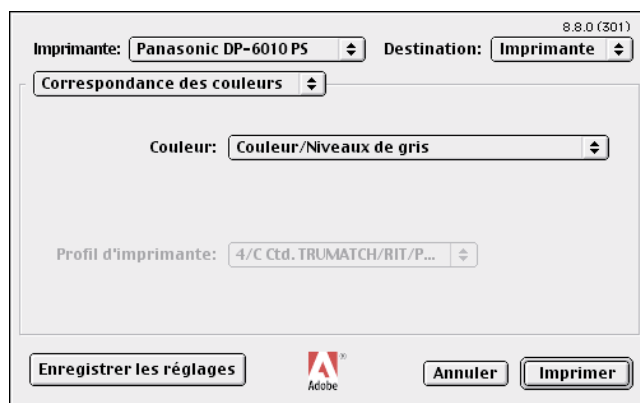 8.8.0 (301)
Imprimante: Panasonic DP-6010 PS Destination: Imprimante
Correspondance des couleurs
Couleur: Couleur/Niveaux de gris
Profil d'imprimante: 4/C Ctd. TRUMATCH/RIT/P...
Enregistrer les réglages Adobe ® Annuler Imprimer